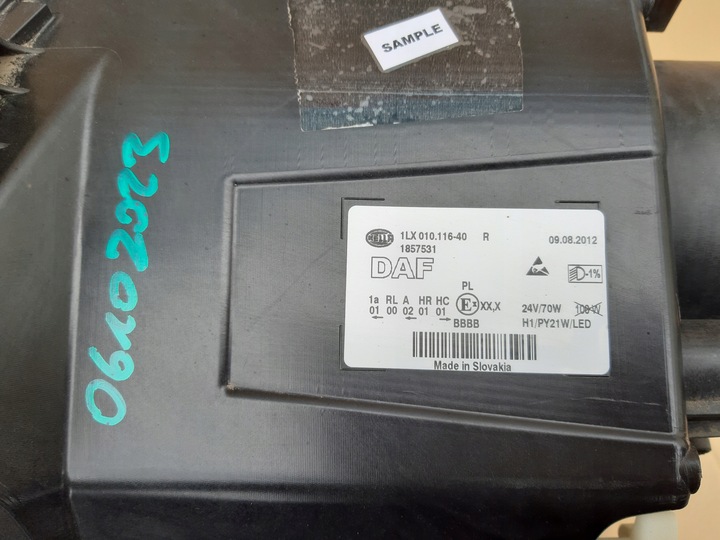 SAMPLE
06102023
HELLA
1LX 010.116-40 R
09.08.2012
1857531
DAF
-1%
PL
1a RL A HR HC
01 00 02 01 01
XX,X
24V/70W 100 W
BBBB
H1/PY21W/LED
Made in Slovakia